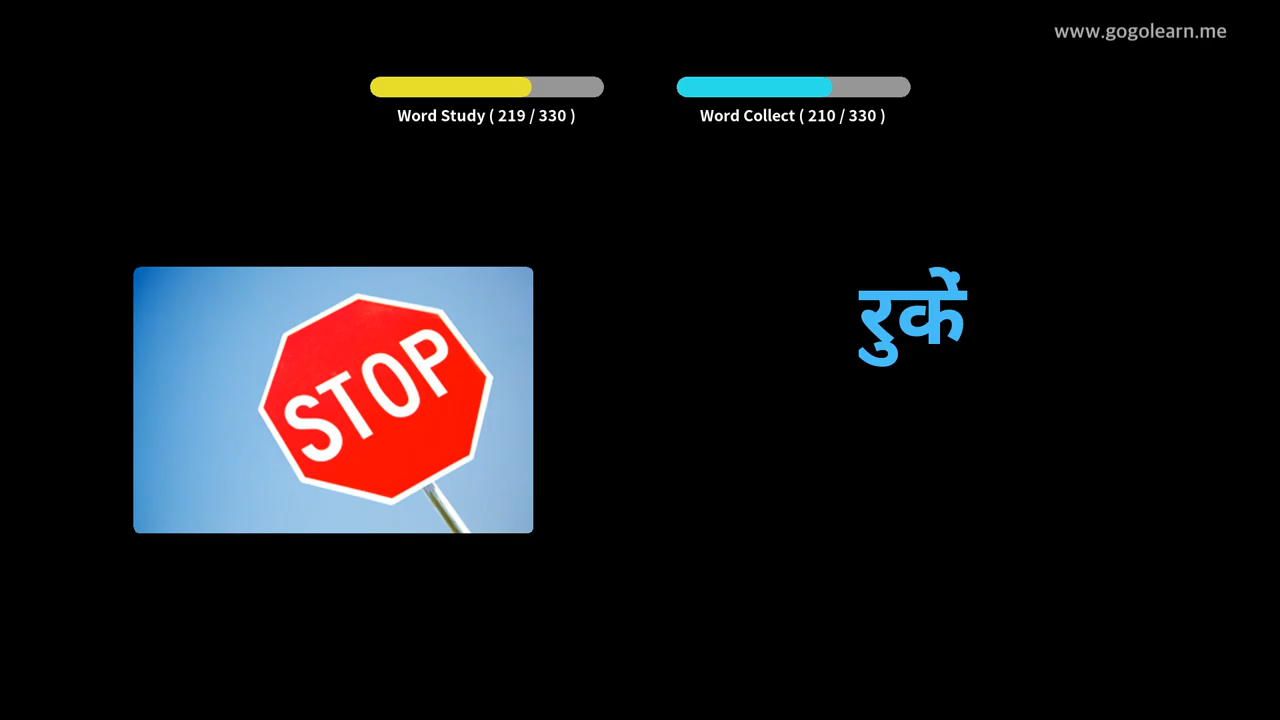 www.gogolearn.me
Word Study ( 219 / 330 )
Word Collect ( 210 / 330 )
STOP
रुकें